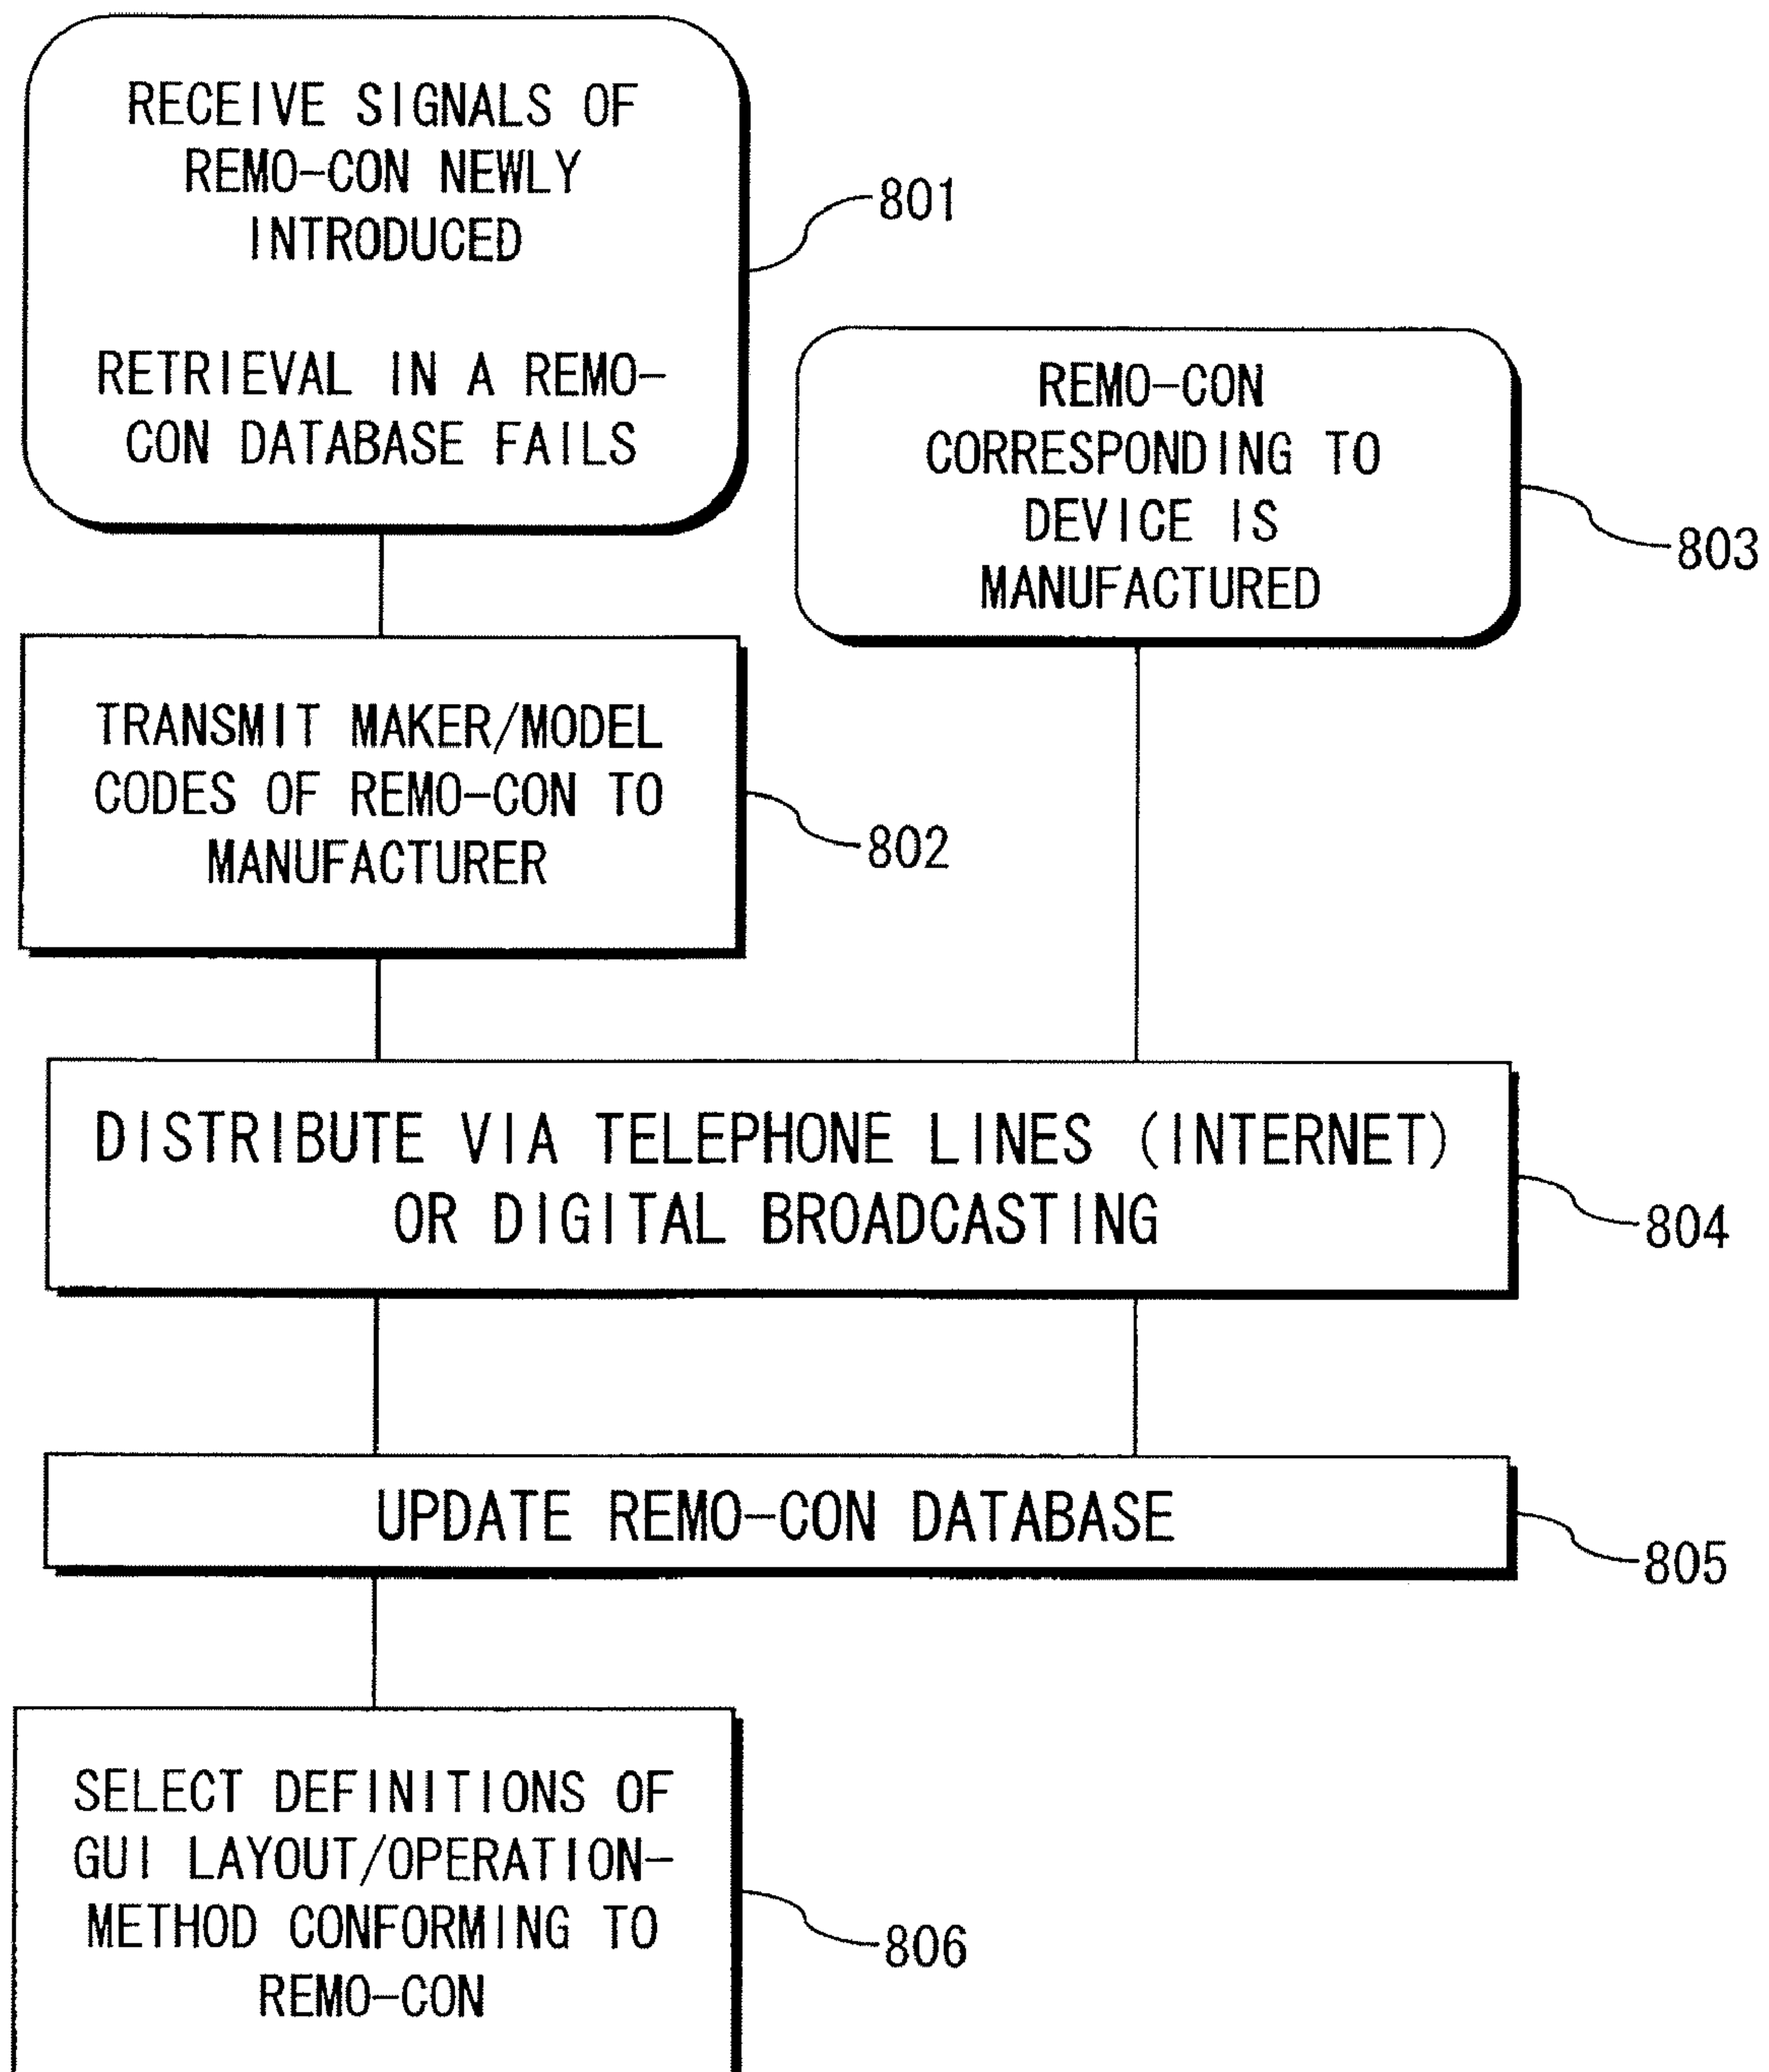 RECEIVE SIGNALS OF
REMO-CON NEWLY
INTRODUCED
RETRIEVAL IN A REMO-
CON DATABASE FAILS
801
REMO-CON
CORRESPONDING TO
DEVICE IS
MANUFACTURED
803
TRANSMIT MAKER/MODEL
CODES OF REMO-CON TO
MANUFACTURER
802
DISTRIBUTE VIA TELEPHONE LINES (INTERNET)
OR DIGITAL BROADCASTING
804
UPDATE REMO-CON DATABASE
805
SELECT DEFINITIONS OF
GUI LAYOUT/OPERATION-
METHOD CONFORMING TO
REMO-CON
806